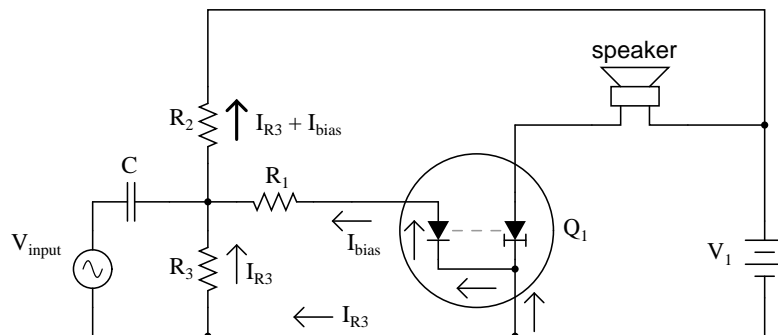 speaker
R2
IR3 + Ibias
C
R1
Vinput
Ibias
Q1
R3
IR3
V1
IR3